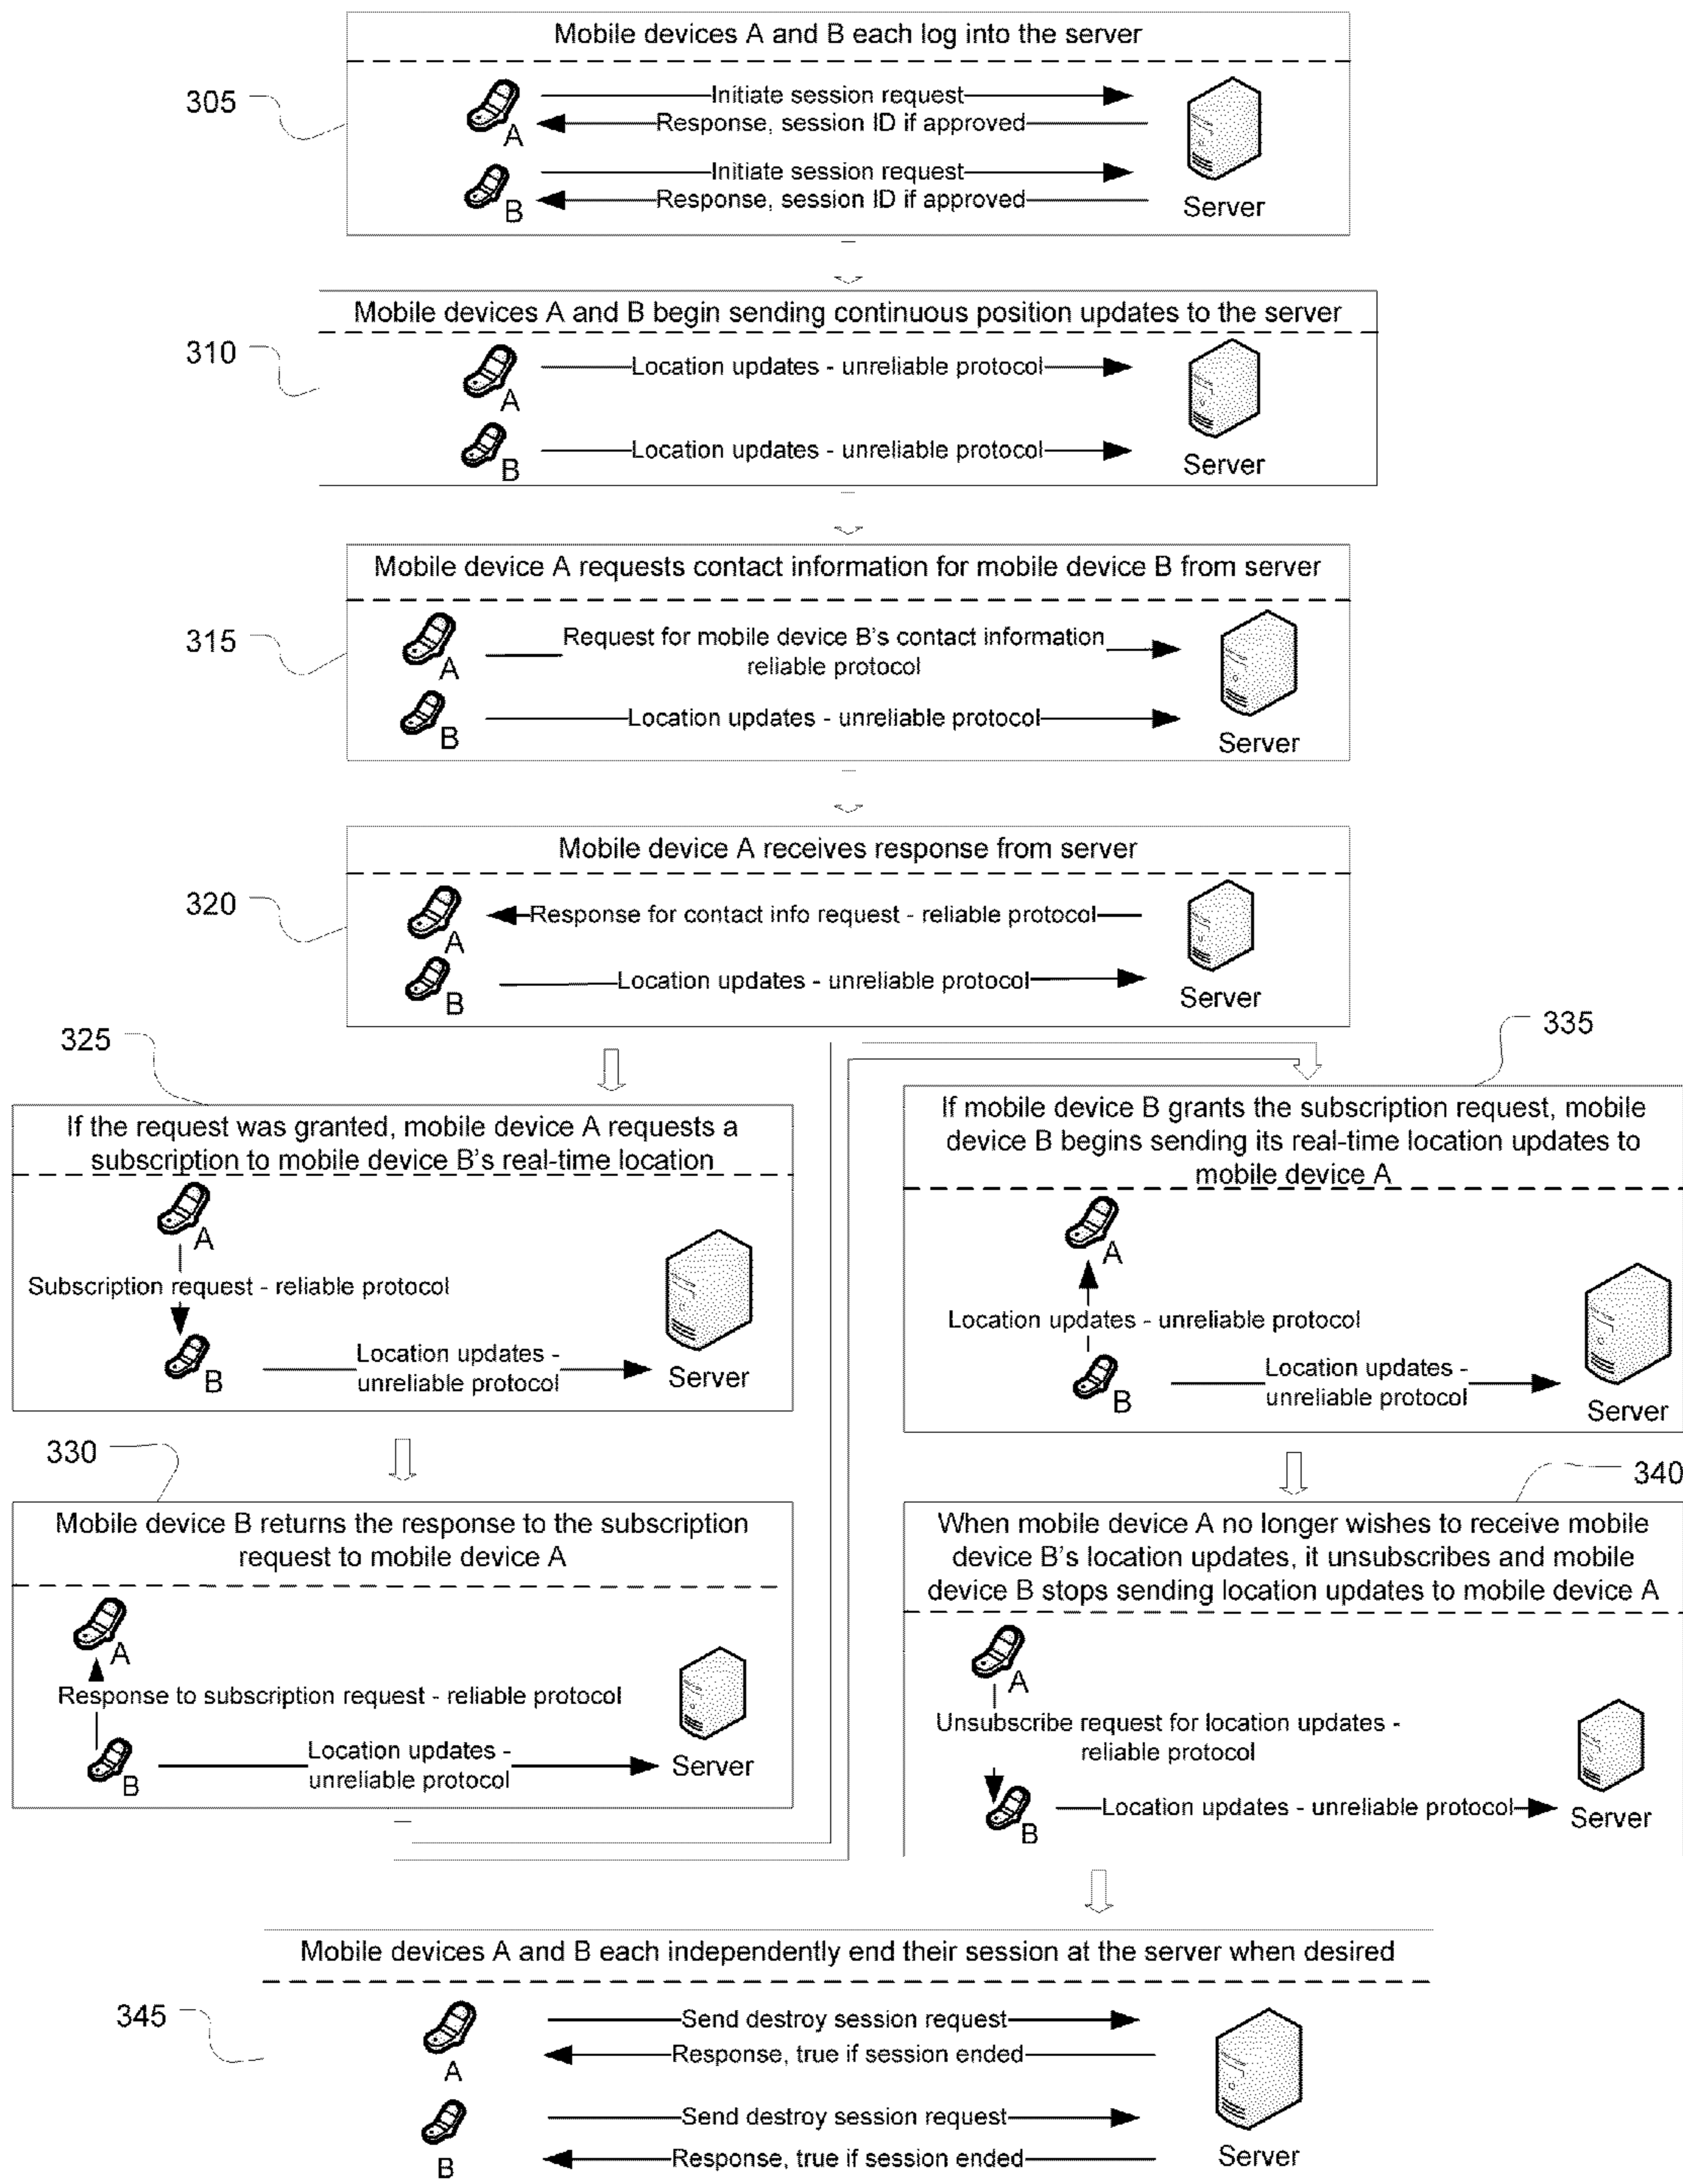 Mobile devices A and B each log into the server
305
Initiate session request
Response, session ID if approved
A
Initiate session request
Response, session ID if approved
B
Server
Mobile devices A and B begin sending continuous position updates to the server
310
Location updates - unreliable protocol
A
Location updates - unreliable protocol
B
Server
Mobile device A requests contact information for mobile device B from server
315
Request for mobile device B's contact information
reliable protocol
A
Location updates - unreliable protocol
B
Server
Mobile device A receives response from server
320
Response for contact info request - reliable protocol
A
Location updates - unreliable protocol
B
Server
325
If the request was granted, mobile device A requests a
subscription to mobile device B's real-time location
A
Subscription request - reliable protocol
Location updates -
unreliable protocol
B
Server
330
Mobile device B returns the response to the subscription
request to mobile device A
A
Response to subscription request - reliable protocol
Location updates -
unreliable protocol
B
Server
335
If mobile device B grants the subscription request, mobile
device B begins sending its real-time location updates to
mobile device A
A
Location updates - unreliable protocol
Location updates -
unreliable protocol
B
Server
340
When mobile device A no longer wishes to receive mobile
device B's location updates, it unsubscribes and mobile
device B stops sending location updates to mobile device A
A
Unsubscribe request for location updates -
reliable protocol
Location updates - unreliable protocol
B
Server
Mobile devices A and B each independently end their session at the server when desired
345
Send destroy session request
Response, true if session ended
A
Send destroy session request
Response, true if session ended
B
Server